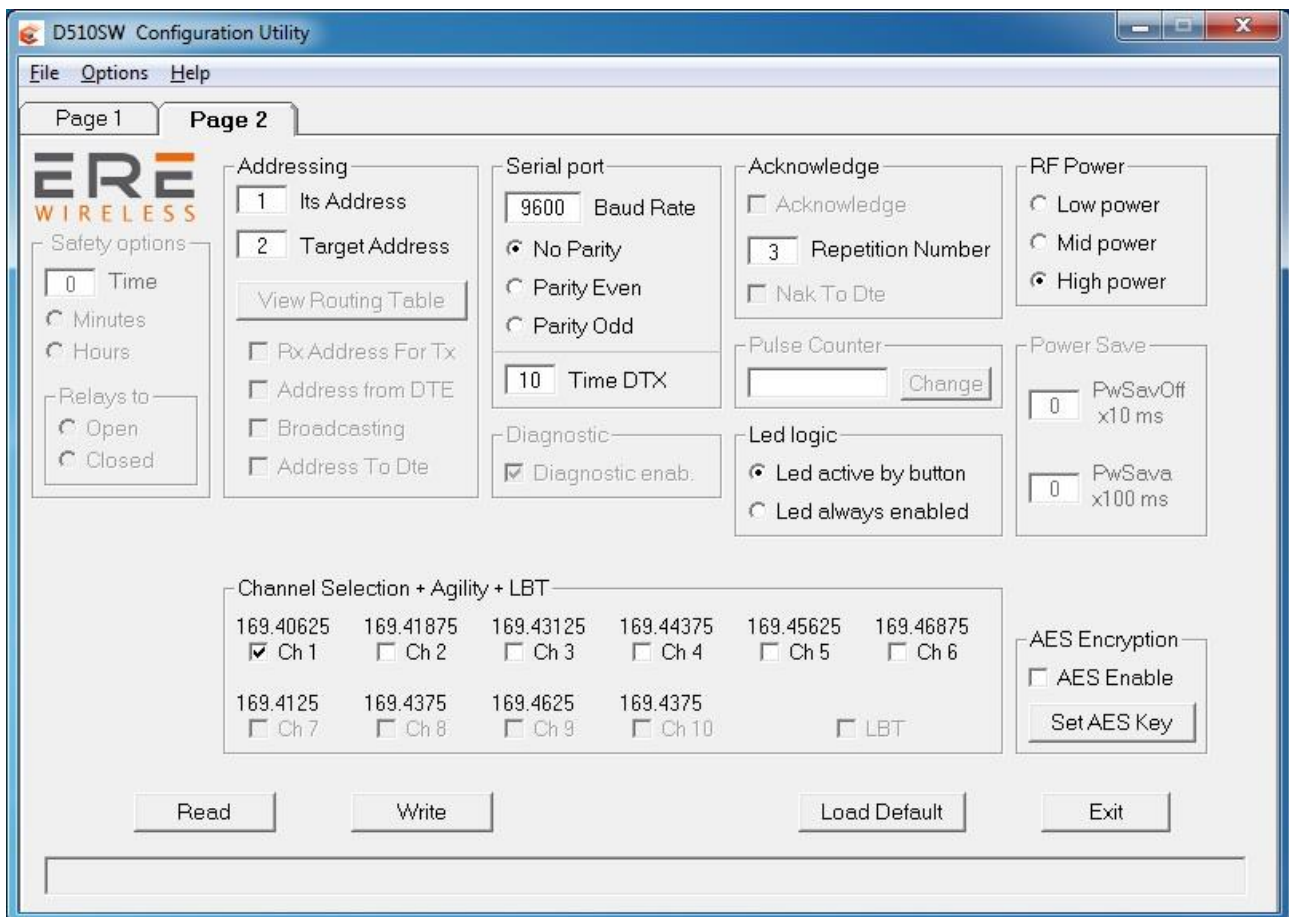 D510SW Configuration Utility
File Options Help
Page 1
Page 2
ERE
WIRELESS
Safety options
0 Time
Minutes
Hours
Relays to
Open
Closed
Addressing
1 Its Address
2 Target Address
View Routing Table
Rx Address For Tx
Address from DTE
Broadcasting
Address To Dte
Serial port
9600 Baud Rate
No Parity
Parity Even
Parity Odd
10 Time DTX
Diagnostic
Diagnostic enab.
Acknowledge
Acknowledge
3 Repetition Number
Nak To Dte
Pulse Counter
Change
Led logic
Led active by button
Led always enabled
RF Power
Low power
Mid power
High power
Power Save
0 PwSavOff
x10 ms
0 PwSava
x100 ms
Channel Selection + Agility + LBT
169.40625 169.41875 169.43125 169.44375 169.45625 169.46875
Ch 1 Ch 2 Ch 3 Ch 4 Ch 5 Ch 6
169.4125 169.4375 169.4625 169.4375
Ch 7 Ch 8 Ch 9 Ch 10 LBT
AES Encryption
AES Enable
Set AES Key
Read Write Load Default Exit